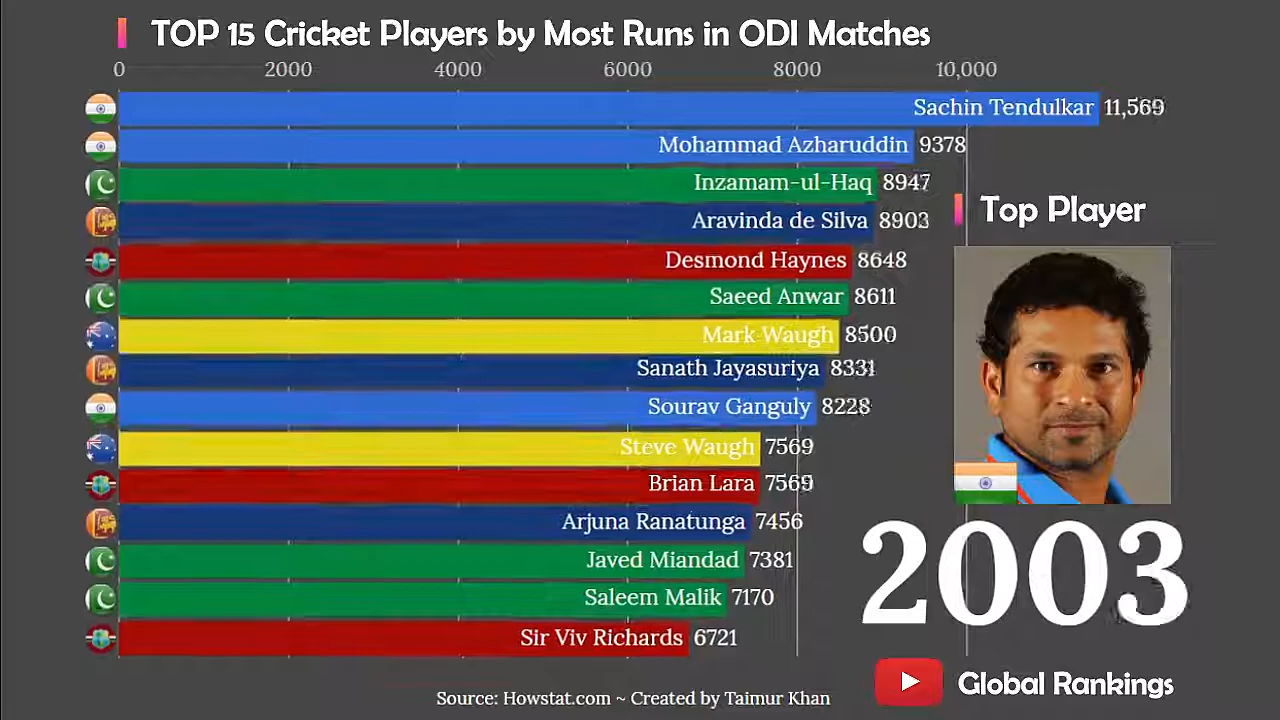 TOP 15 Cricket Players by Most Runs in ODI Matches
0 2000 4000 6000 8000 10,000
Sachin Tendulkar 11,569
Mohammad Azharuddin 9378
Inzamam-ul-Haq 8947
Aravinda de Silva 8903
Top Player
Desmond Haynes 8648
Saeed Anwar 8611
Mark Waugh 8500
Sanath Jayasuriya 8331
Sourav Ganguly 8228
Steve Waugh 7569
Brian Lara 7569
Arjuna Ranatunga 7456
Javed Miandad 7381
Saleem Malik 7170
Sir Viv Richards 6721
2003
Global Rankings
Source: Howstat.com ~ Created by Taimur Khan